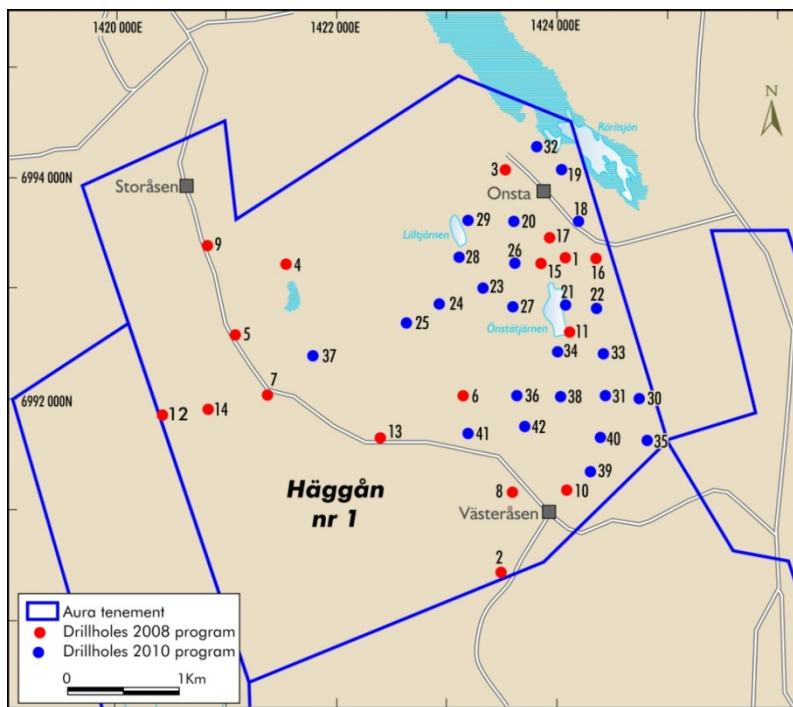 1420 000E
1422 000E
1424 000E
N
Rörösjön
32
3
19
6994 000N
Storåsen
Onsta
29
20
18
Lilltjärnen
17
9
28
26
15
1
16
4
23
24
27
21
22
25
Önstätjärnen
11
5
37
34
33
7
6
36
38
31
30
6992 000N
12
14
13
41
42
40
35
39
Häggån
nr 1
8
10
Västeråsen
2
Aura tenement
Drillholes 2008 program
Drillholes 2010 program
0
1Km